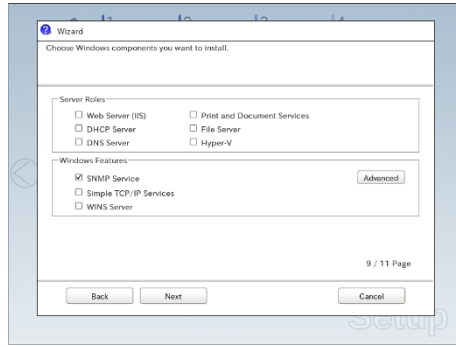 Wizard
Choose Windows components you want to install.
Server Roles
Web Server (IIS)
Print and Document Services
DHCP Server
File Server
DNS Server
Hyper-V
Windows Features
SNMP Service
Advanced
Simple TCP/IP Services
WINS Server
9 / 11 Page
Back
Next
Cancel
Setup